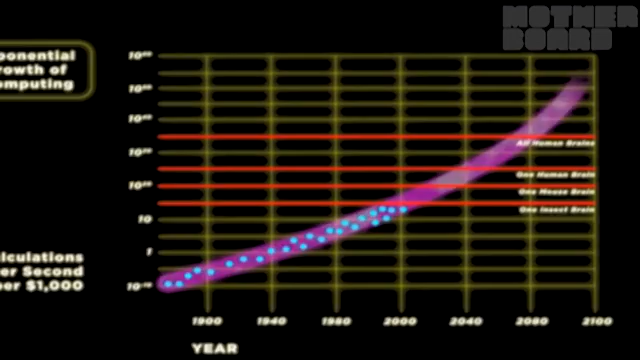 MOTHER
BOARD
ponential
rowth of
omputing
All Human Brains
One Human Brain
One Mouse Brain
One Insect Brain
10
1
lculations
er Second
er $1,000
1900 1940 1980 2000 2040 2080 2100
YEAR